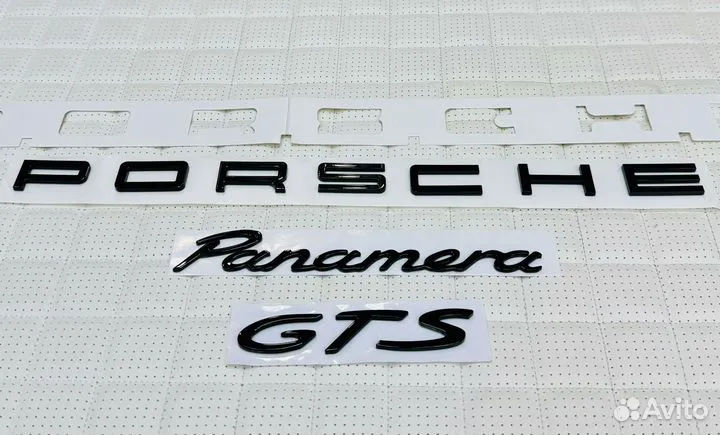 PORSCHE
Panamera
GTS
Avito